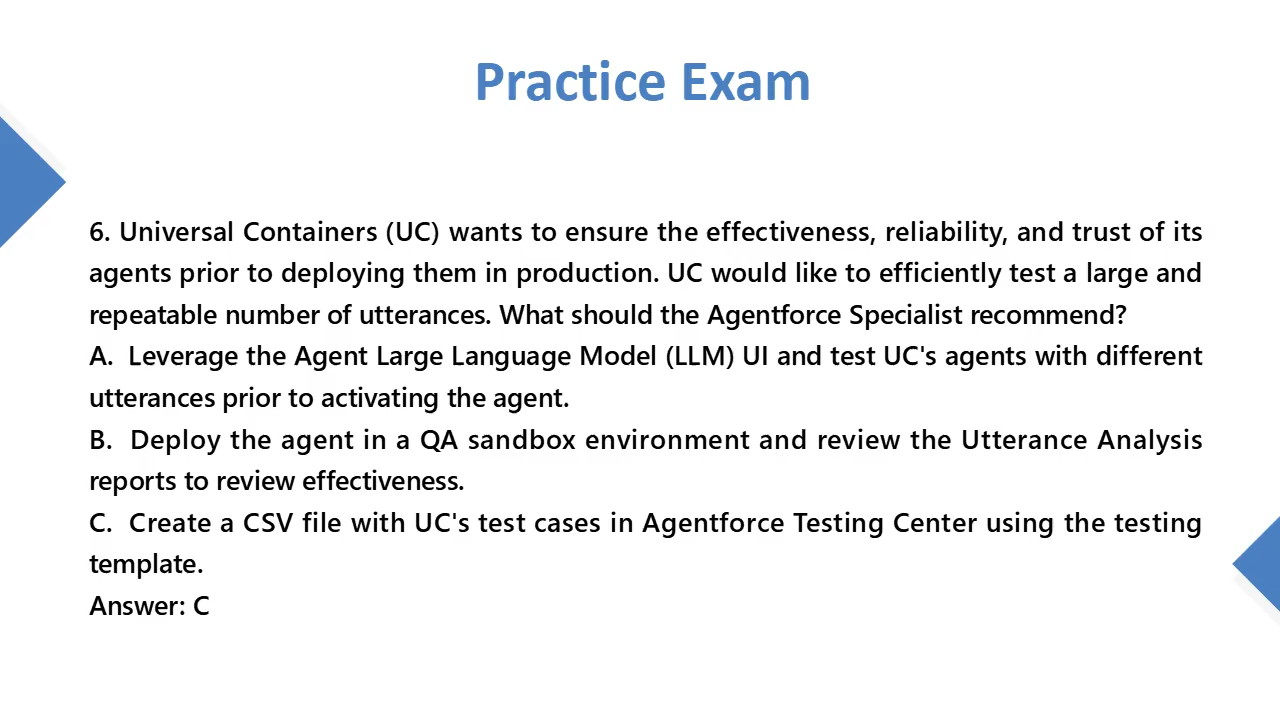 Practice Exam
6. Universal Containers (UC) wants to ensure the effectiveness, reliability, and trust of its
agents prior to deploying them in production. UC would like to efficiently test a large and
repeatable number of utterances. What should the Agentforce Specialist recommend?
A. Leverage the Agent Large Language Model (LLM) UI and test UC's agents with different
utterances prior to activating the agent.
B. Deploy the agent in a QA sandbox environment and review the Utterance Analysis
reports to review effectiveness.
C. Create a CSV file with UC's test cases in Agentforce Testing Center using the testing
template.
Answer: C